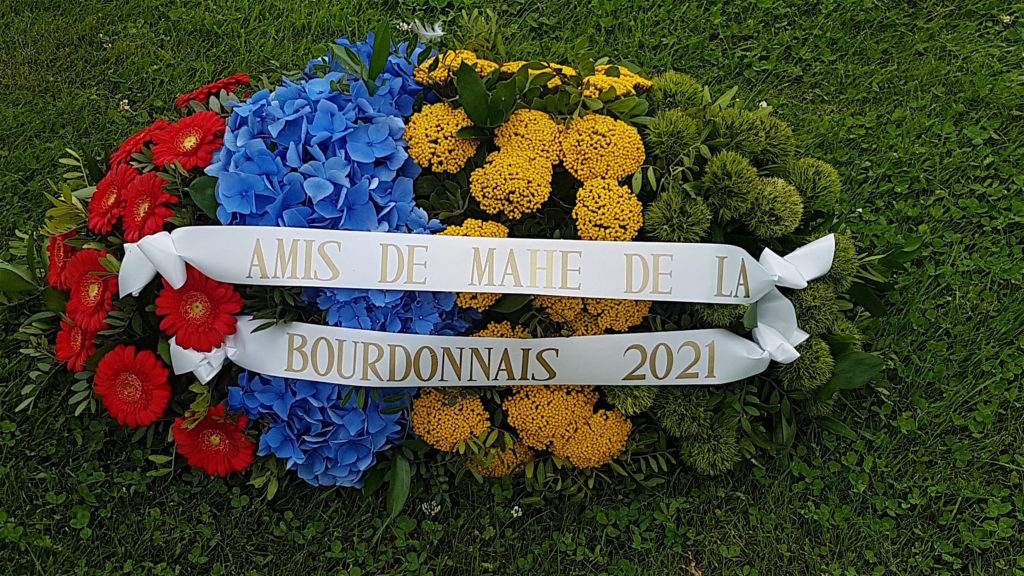 AMIS DE MAHE DE LA
BOURDONNAIS 2021